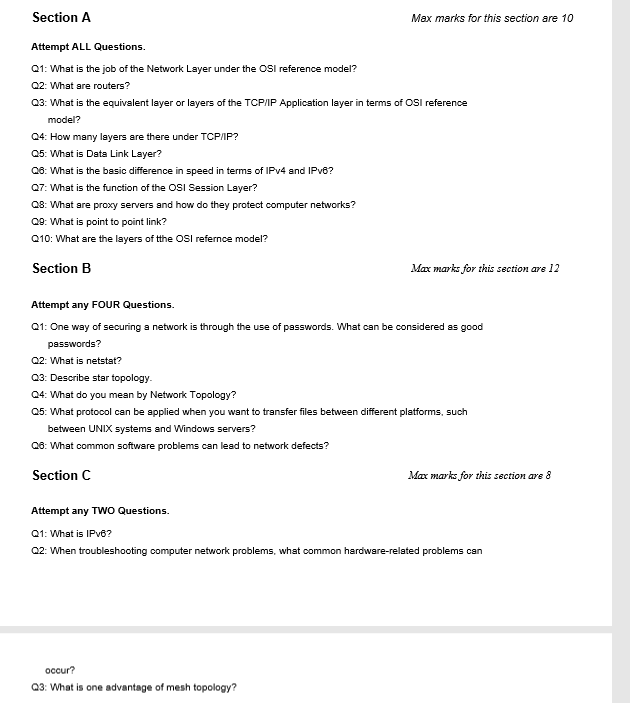 Section A
Max marks for this section are 10
Attempt ALL Questions.
Q1: What is the job of the Network Layer under the OSI reference model?
Q2: What are routers?
Q3: What is the equivalent layer or layers of the TCP/IP Application layer in terms of OSI reference
model?
Q4: How many layers are there under TCP/IP?
Q5: What is Data Link Layer?
Q6: What is the basic difference in speed in terms of IPv4 and IPv6?
Q7: What is the function of the OSI Session Layer?
Q8: What are proxy servers and how do they protect computer networks?
Q9: What is point to point link?
Q10: What are the layers of tthe OSI refernce model?
Section B
Max marks for this section are 12
Attempt any FOUR Questions.
Q1: One way of securing a network is through the use of passwords. What can be considered as good
passwords?
Q2: What is netstat?
Q3: Describe star topology.
Q4: What do you mean by Network Topology?
Q5: What protocol can be applied when you want to transfer files between different platforms, such
between UNIX systems and Windows servers?
Q6: What common software problems can lead to network defects?
Section C
Max marks for this section are 8
Attempt any TWO Questions.
Q1: What is IPv6?
Q2: When troubleshooting computer network problems, what common hardware-related problems can
occur?
Q3: What is one advantage of mesh topology?